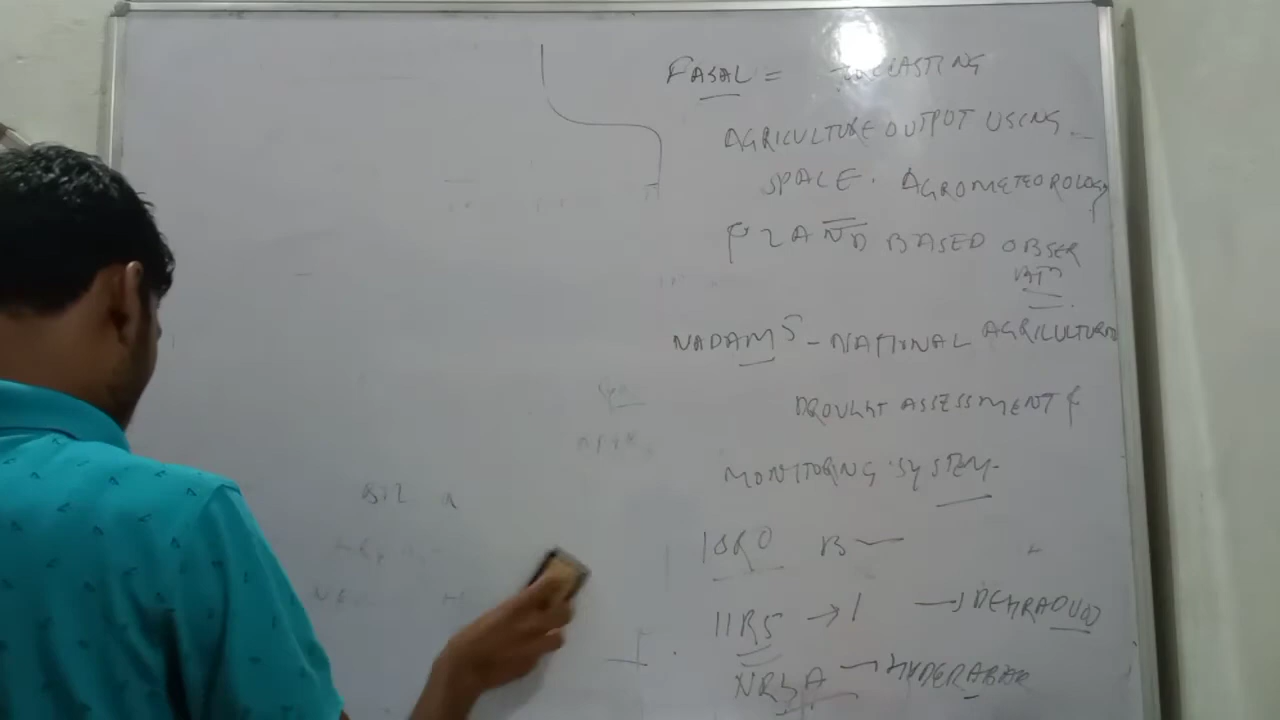 FASAL = FORECASTING
AGRICULTURE OUTPUT USING
SPACE. AGROMETEOROLOGY
& LAND BASED OBSER
NADAMS - NATIONAL AGRICULTURAL
DROUGHT ASSESSMENT &
MONITORING SYSTEM
ISRO B
IIRS → 1 → DEHRADUN
NRSA → HYDERABAD